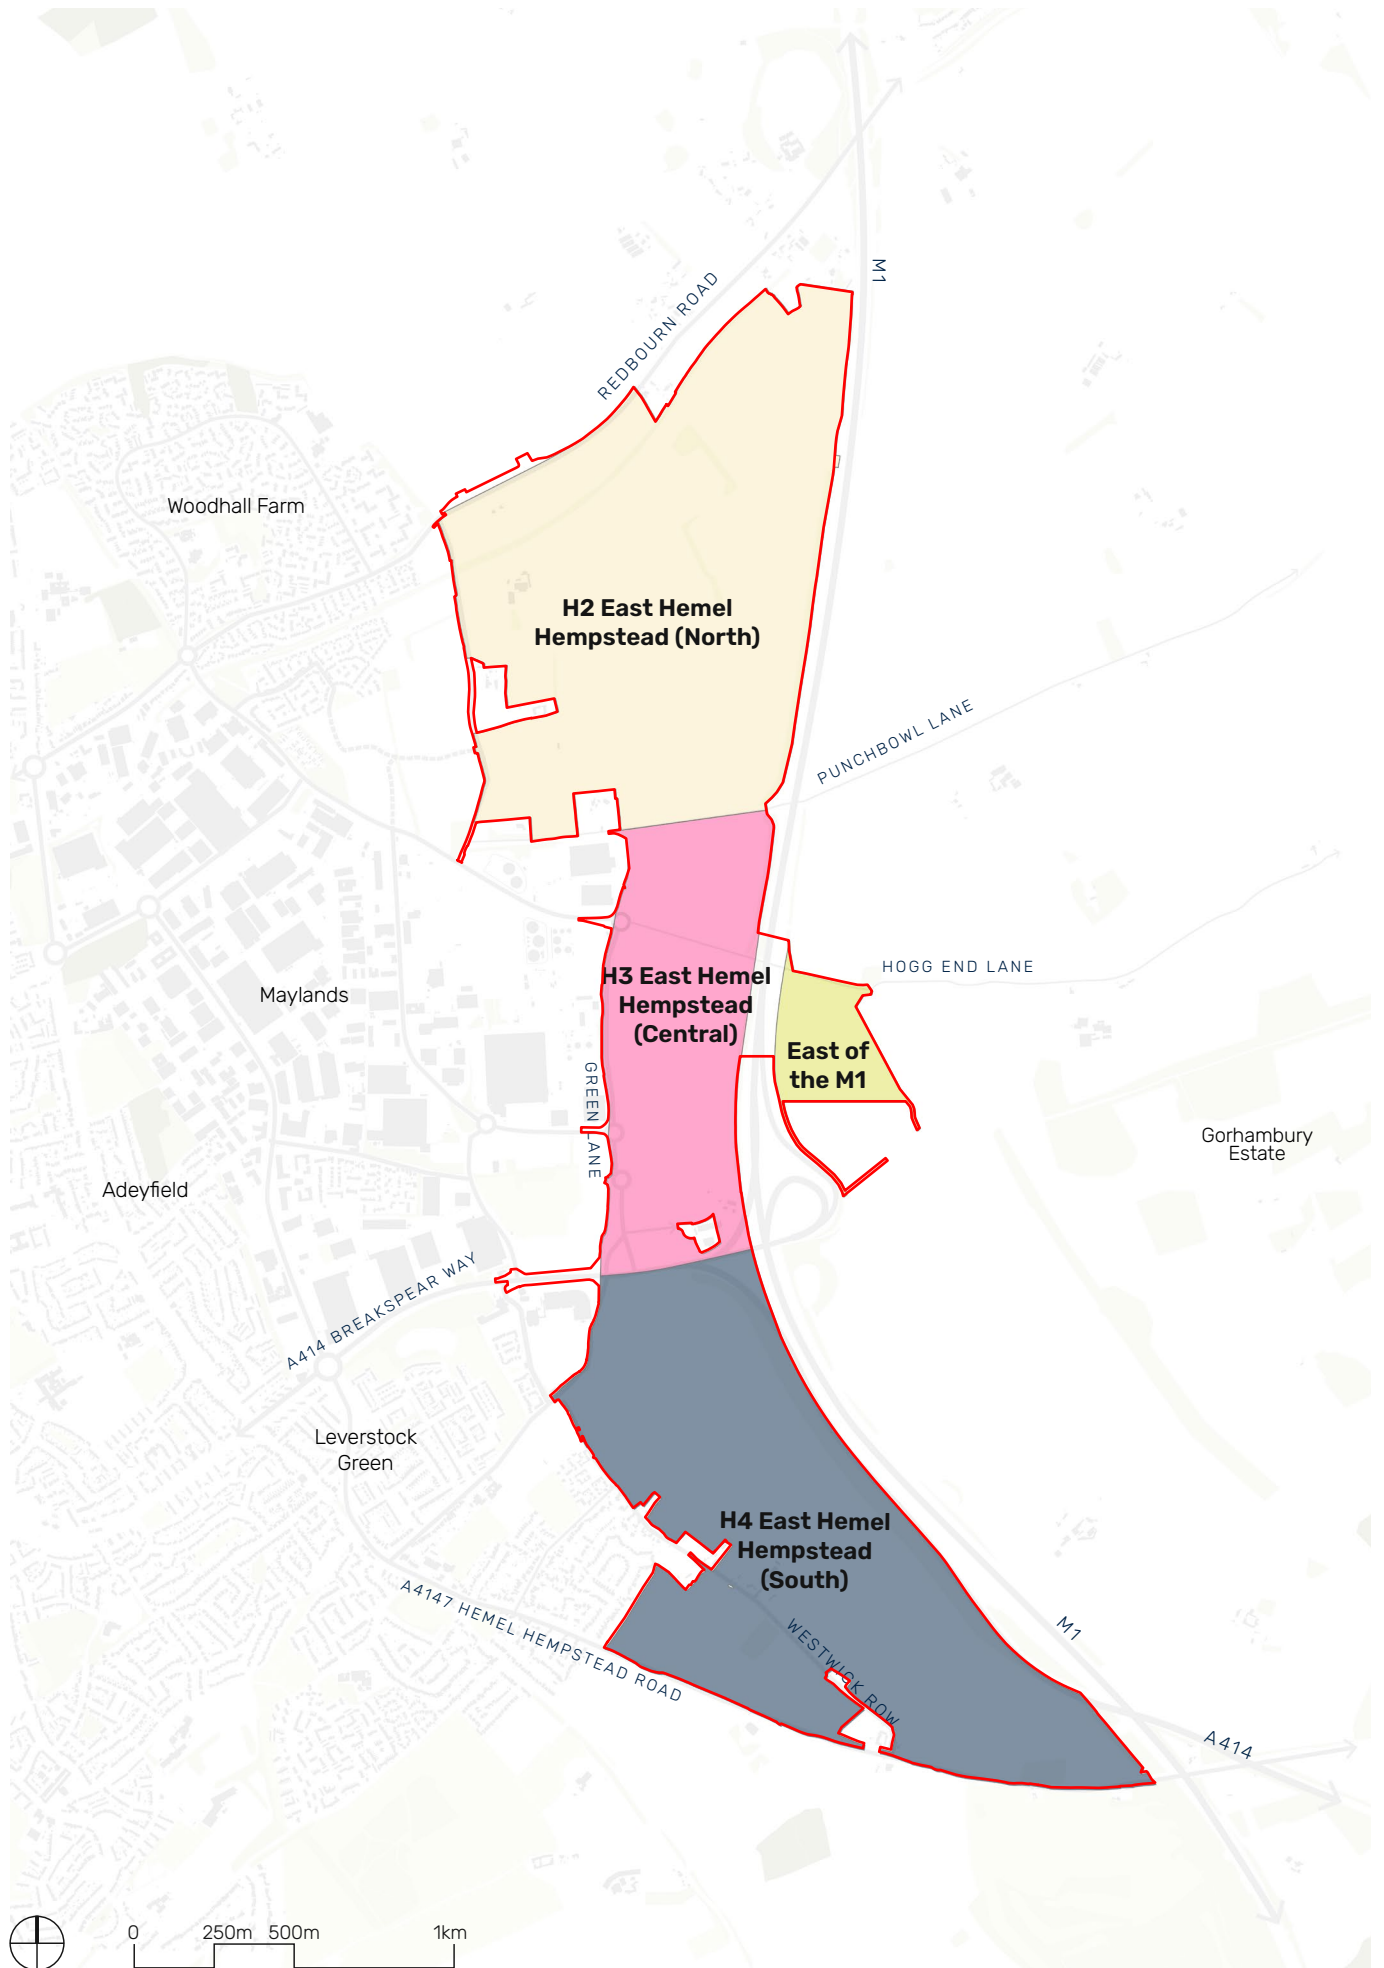 M1
REDBOURN ROAD
Woodhall Farm
H2 East Hemel
Hempstead (North)
PUNCHBOWL LANE
HOGG END LANE
H3 East Hemel
Hempstead
(Central)
Maylands
East of
the M1
GREEN LANE
Gorhambury
Estate
Adeyfield
A414 BREAKSPEAR WAY
Leverstock
Green
H4 East Hemel
Hempstead
(South)
A4147 HEMEL HEMPSTEAD ROAD
WESTWICK ROW
M1
A414
0 250m 500m 1km